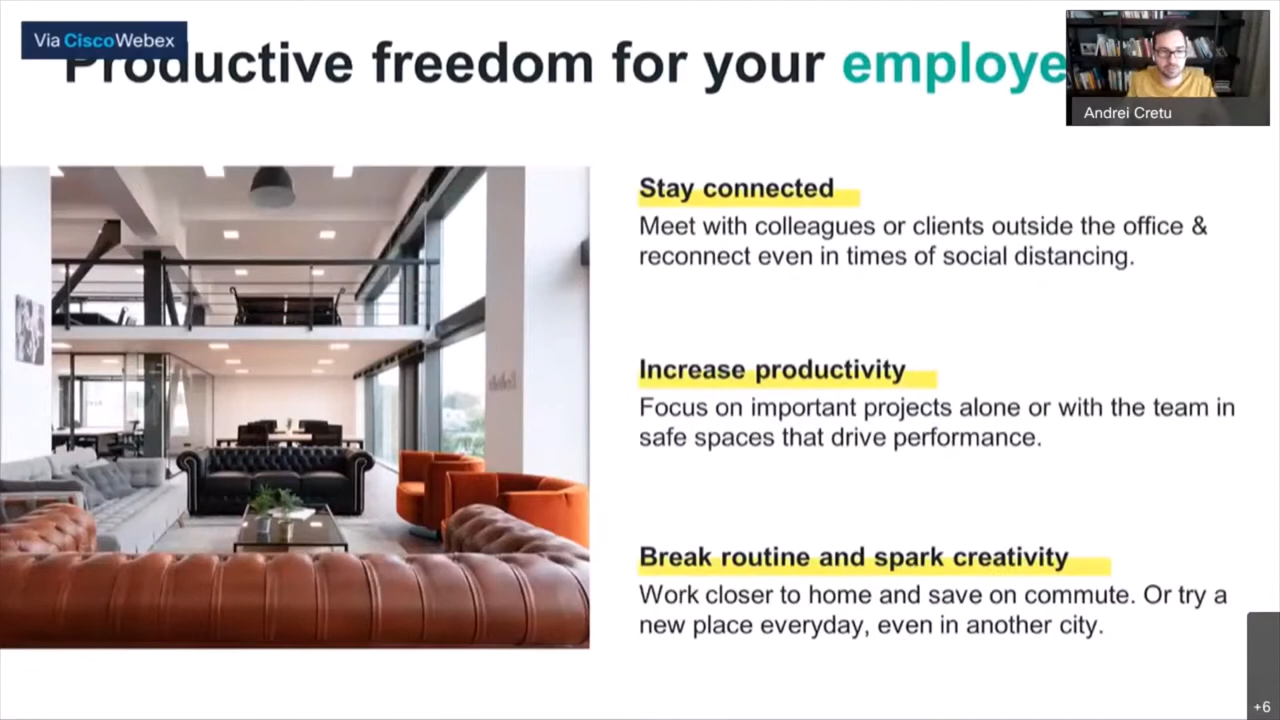 Via CiscoWebex
Productive freedom for your employe
Andrei Cretu
Stay connected
Meet with colleagues or clients outside the office &
reconnect even in times of social distancing.
Increase productivity
Focus on important projects alone or with the team in
safe spaces that drive performance.
Break routine and spark creativity
Work closer to home and save on commute. Or try a
new place everyday, even in another city.
+6